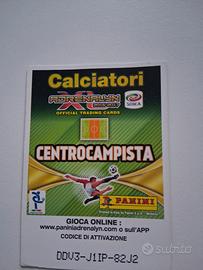 Calciatori
ADRENALYN XL
SERIE A
OFFICIAL TRADING CARDS
CENTROCAMPISTA
PANINI
GIOCA ONLINE :
www.paniniadrenalyn.com o sull'APP
CODICE DI ATTIVAZIONE
DDV3-J1IP-82J2
subito